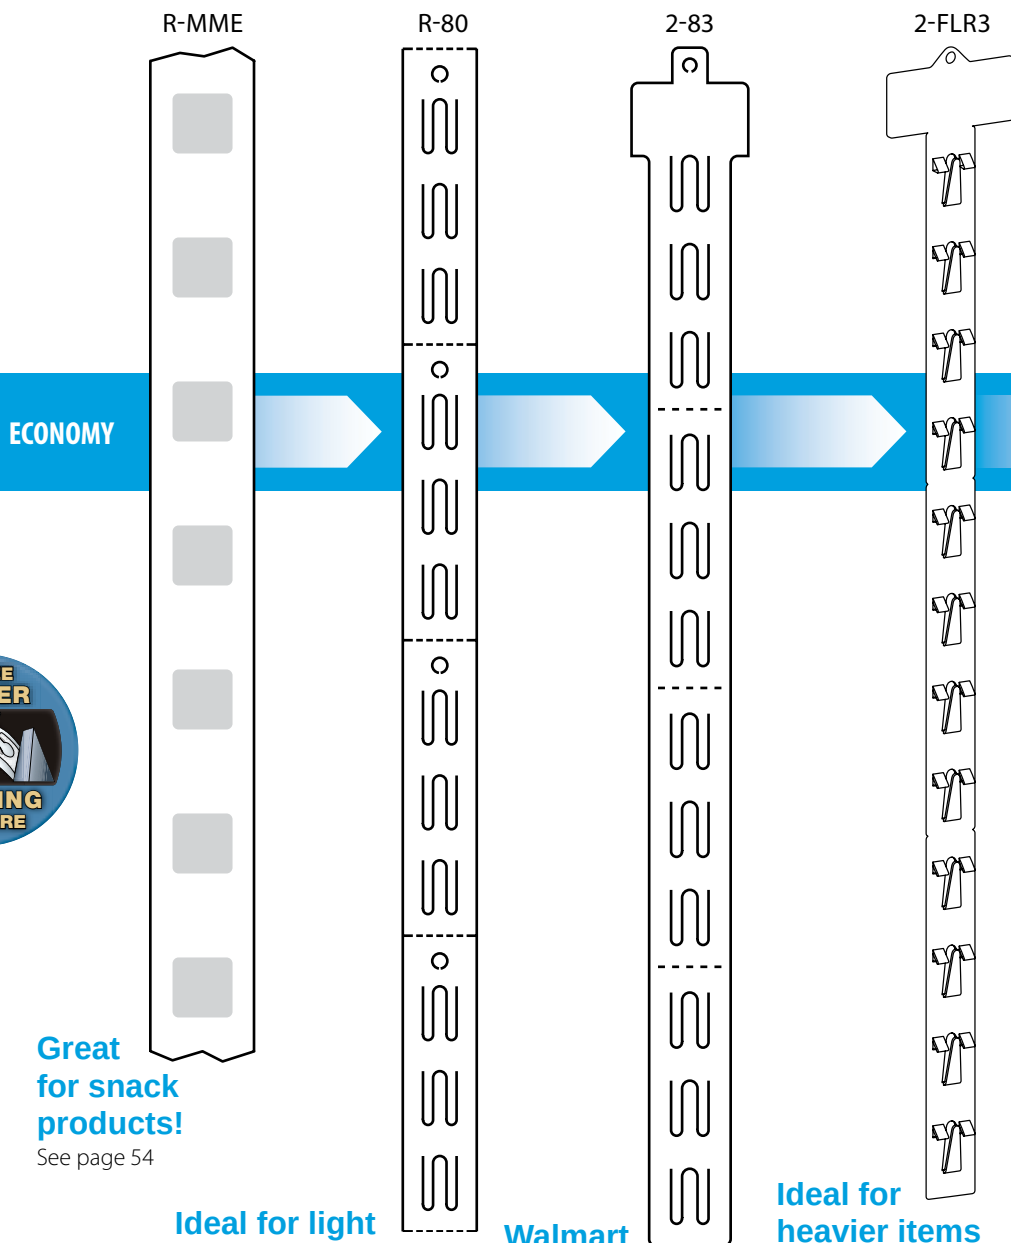 R-MME
R-80
2-83
2-FLR3
ECONOMY
Great
for snack
products!
See page 54
Ideal for light
Walmart
Ideal for
heavier items